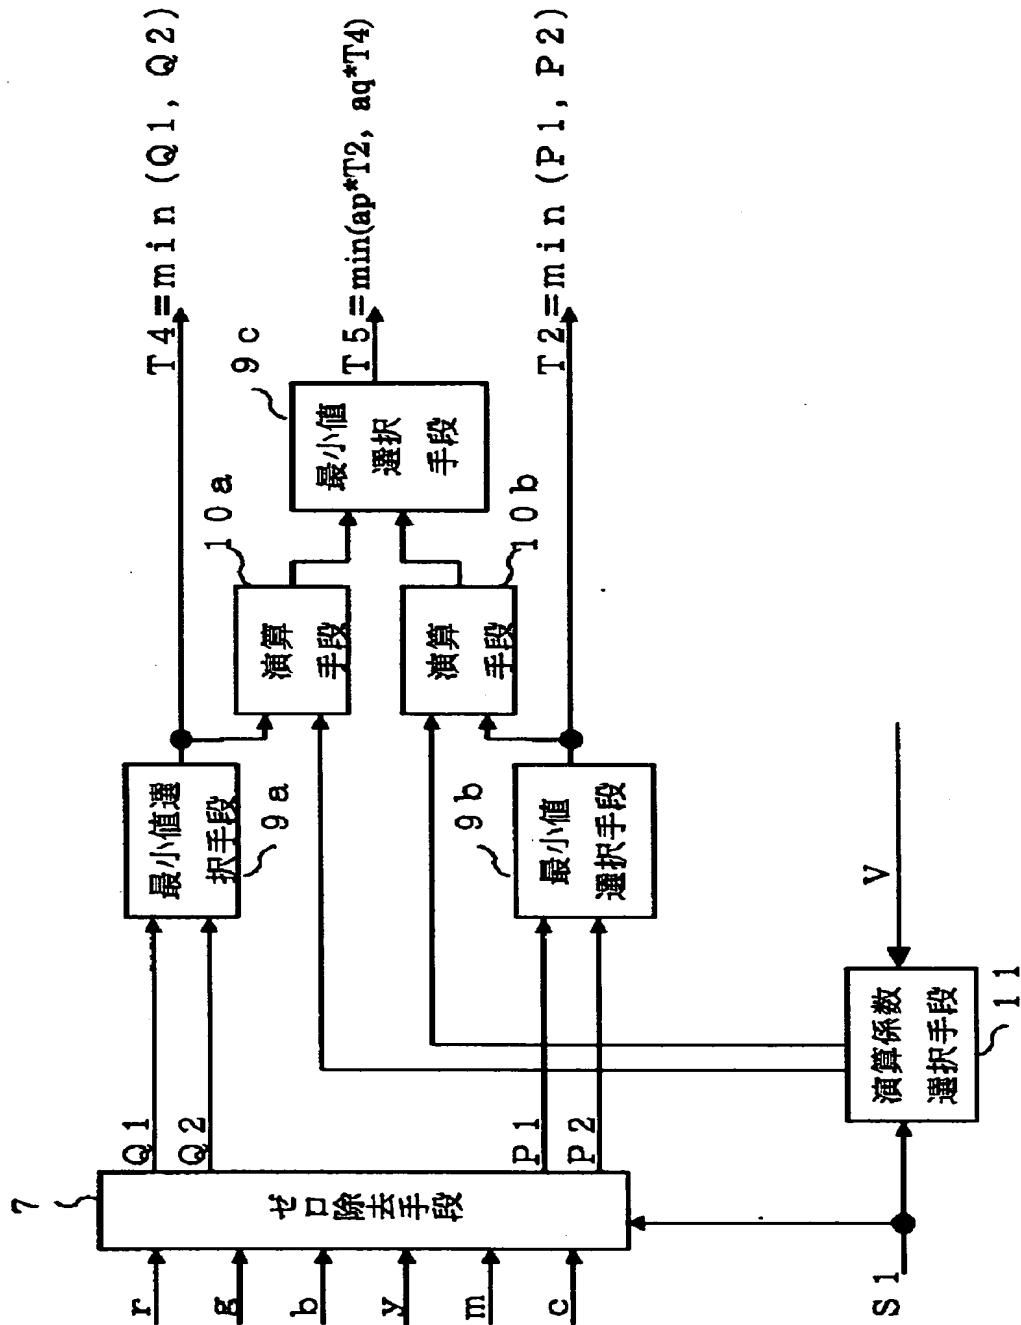 r
g
b
y
m
c
S1
7
ゼロ除去手段
Q1
Q2
P1
P2
最小値選
択手段
9a
最小値
選択手段
9b
演算係数
選択手段
11
V
演算
手段
10a
演算
手段
10b
最小値
選択
手段
9c
T4=min(Q1, Q2)
T5=min(ap*T2, aq*T4)
T2=min(P1, P2)